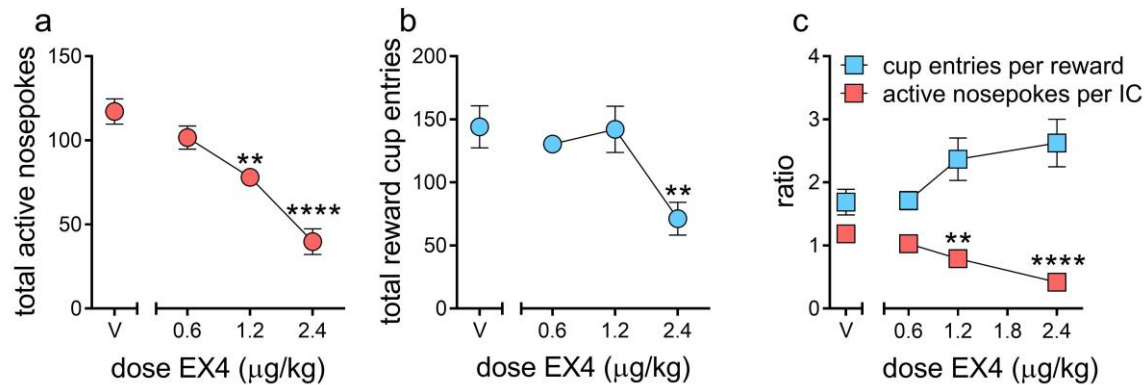 a
total active nosepokes
150
100
50
0
**
****
V
0.6
1.2
2.4
dose EX4 (μg/kg)
b
total reward cup entries
200
150
100
50
0
**
V
0.6
1.2
2.4
dose EX4 (μg/kg)
c
ratio
4
3
2
1
0
cup entries per reward
active nosepokes per IC
**
****
V
0.6
1.2
1.8
2.4
dose EX4 (μg/kg)